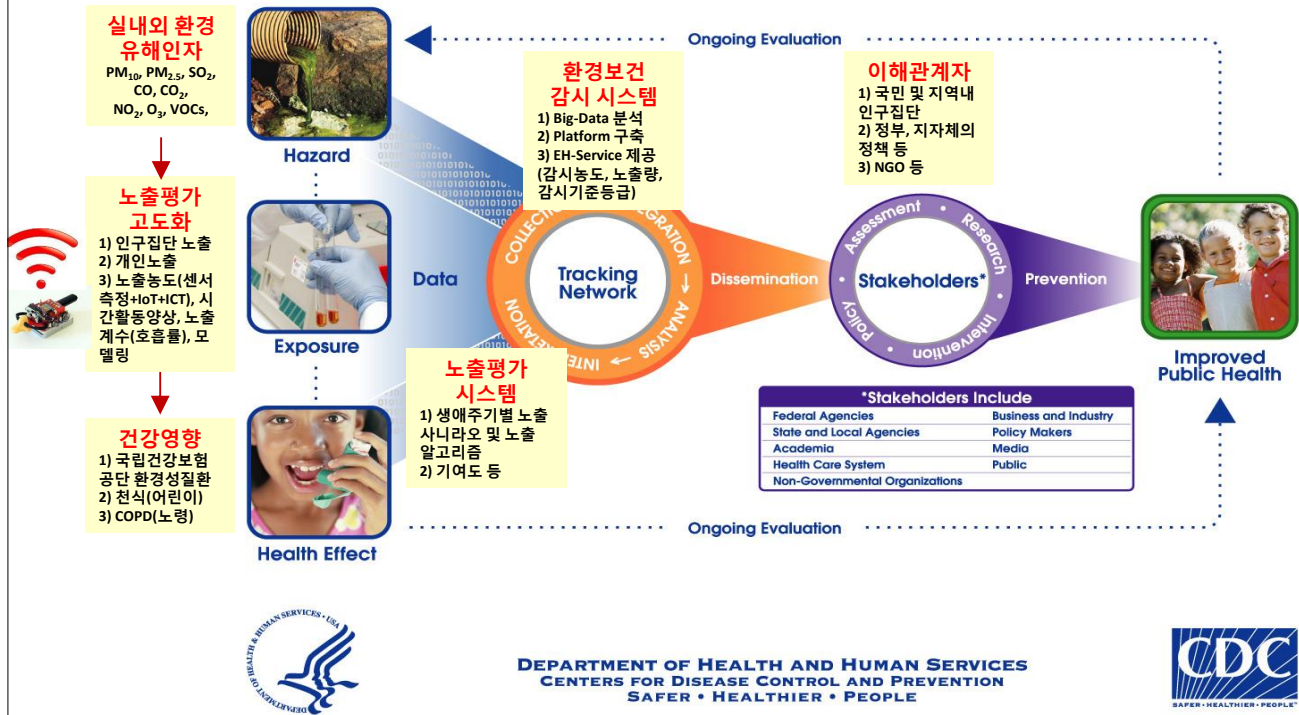 실내외 환경
유해인자
PM10, PM2.5, SO2,
CO, CO2,
NO2, O3, VOCs,
Hazard
노출평가
고도화
1) 인구집단 노출
2) 개인노출
3) 노출농도(센서
측정+IoT+ICT), 시
간활동양상, 노출
계수(호흡률), 모
델링
Exposure
건강영향
1) 국립건강보험
공단 환경성질환
2) 천식(어린이)
3) COPD(노령)
Health Effect
Data
Ongoing Evaluation
환경보건
감시 시스템
1) Big-Data 분석
2) Platform 구축
3) EH-Service 제공
(감시농도, 노출량,
감시기준등급)
Tracking
Network
→ ANALYSIS →
노출평가
시스템
1) 생애주기별 노출
사니라오 및 노출
알고리즘
2) 기여도 등
Dissemination
이해관계자
1) 국민 및 지역내
인구집단
2) 정부, 지자체의
정책 등
3) NGO 등
Assessment • Research • Intervention • Policy •
Stakeholders*
Prevention
Improved
Public Health
*Stakeholders Include
Federal Agencies Business and Industry
State and Local Agencies Policy Makers
Academia Media
Health Care System Public
Non-Governmental Organizations
Ongoing Evaluation
DEPARTMENT OF HEALTH & HUMAN SERVICES • USA
DEPARTMENT OF HEALTH AND HUMAN SERVICES
CENTERS FOR DISEASE CONTROL AND PREVENTION
SAFER • HEALTHIER • PEOPLE
CDC
SAFER • HEALTHIER • PEOPLE™